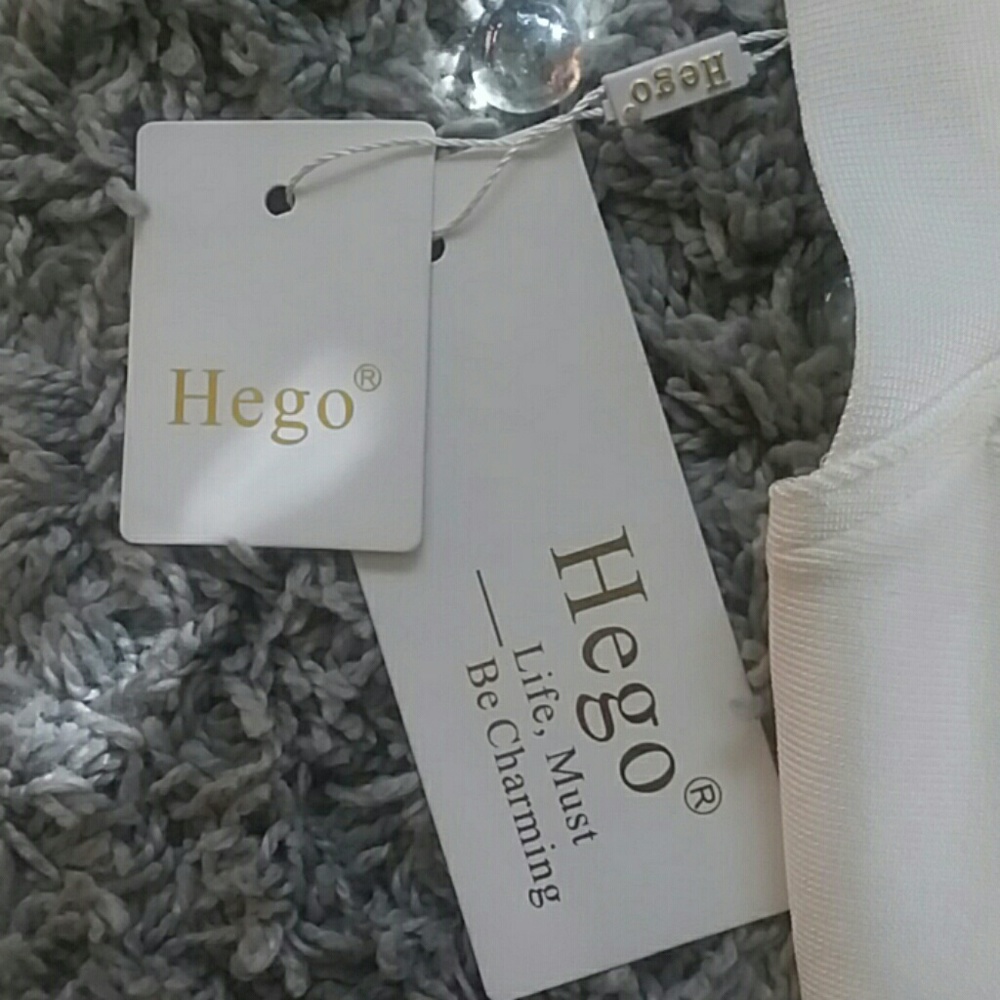 Hego
Hego®
Hego®
Life, Must
— Be Charming